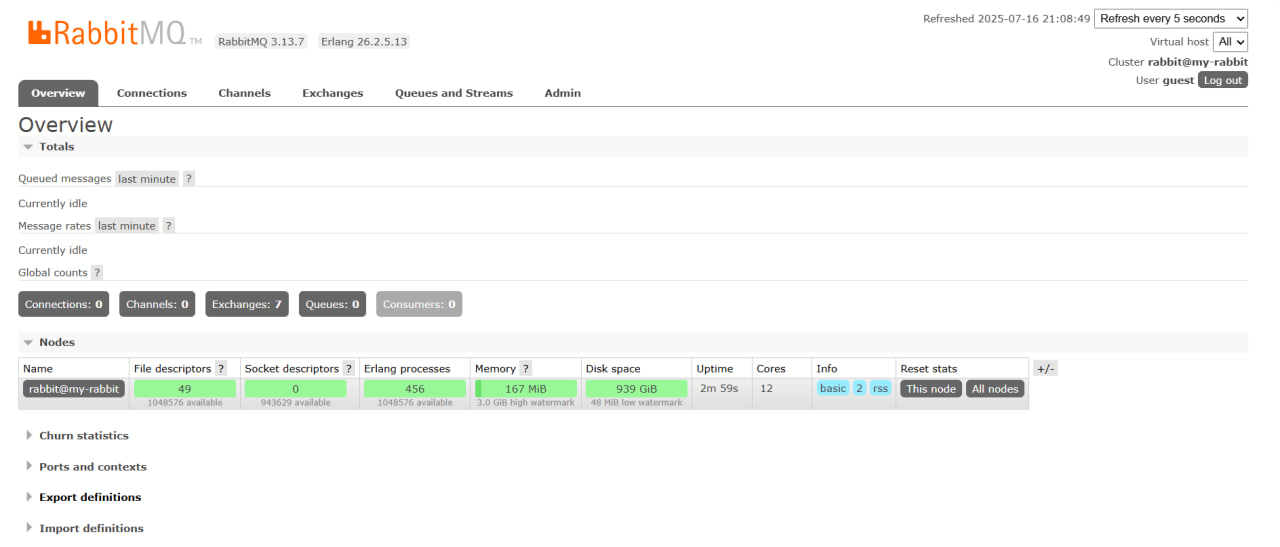 Refreshed 2025-07-16 21:08:49 Refresh every 5 seconds
RabbitMQ TM RabbitMQ 3.13.7 Erlang 26.2.5.13
Virtual host All
Cluster rabbit@my-rabbit
User guest Log out
Overview Connections Channels Exchanges Queues and Streams Admin
Overview
Totals
Queued messages last minute ?
Currently idle
Message rates last minute ?
Currently idle
Global counts ?
Connections: 0 Channels: 0 Exchanges: 7 Queues: 0 Consumers: 0
Nodes
Name File descriptors ? Socket descriptors ? Erlang processes Memory ? Disk space Uptime Cores Info Reset stats +/-
rabbit@my-rabbit 49 0 456 167 MiB 939 GiB 2m 59s 12 basic 2 rss This node All nodes
1048576 available 943629 available 1048576 available 3.0 GiB high watermark 48 MiB low watermark
Churn statistics
Ports and contexts
Export definitions
Import definitions